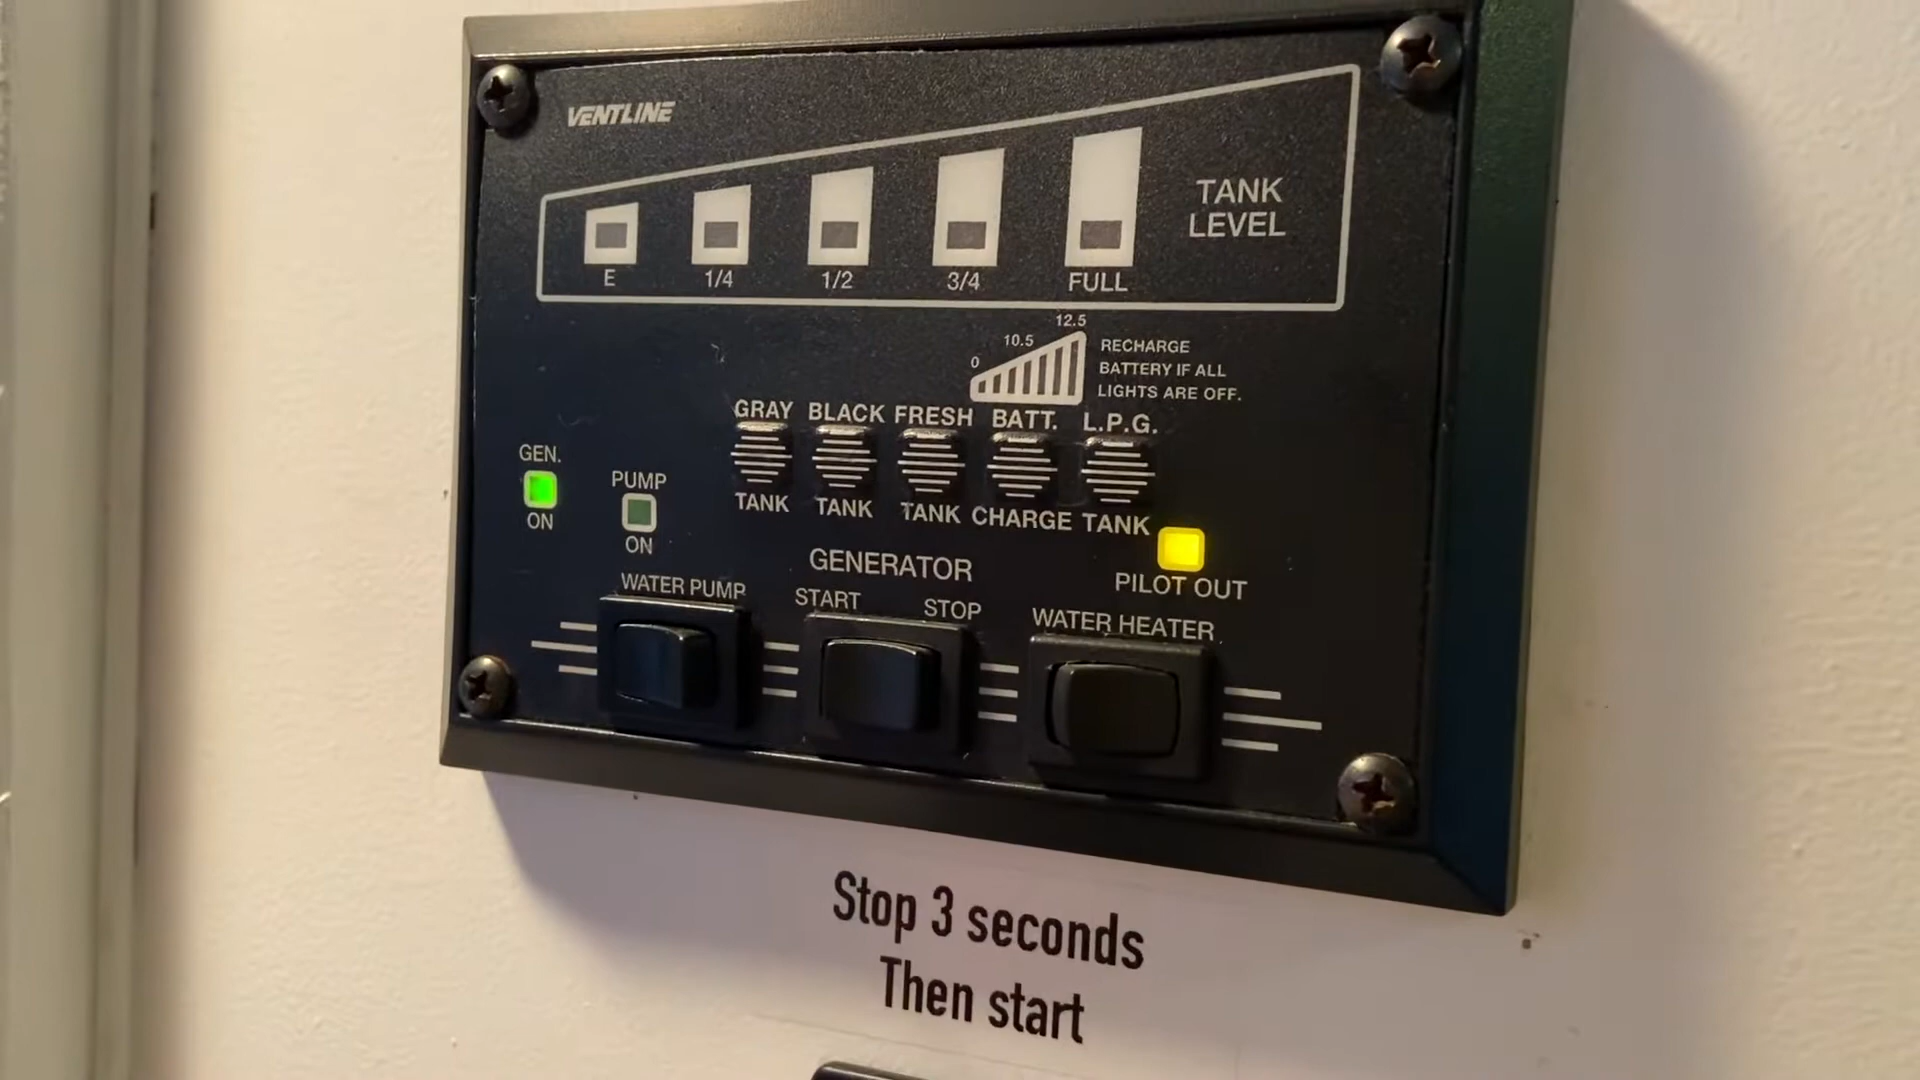 VENTLINE
TANK
LEVEL
E 1/4 1/2 3/4 FULL
0 10.5 12.5
RECHARGE
BATTERY IF ALL
LIGHTS ARE OFF.
GRAY BLACK FRESH BATT. L.P.G.
TANK TANK TANK CHARGE TANK
GEN.
ON
PUMP
ON
PILOT OUT
GENERATOR
WATER PUMP START STOP WATER HEATER
Stop 3 seconds
Then start